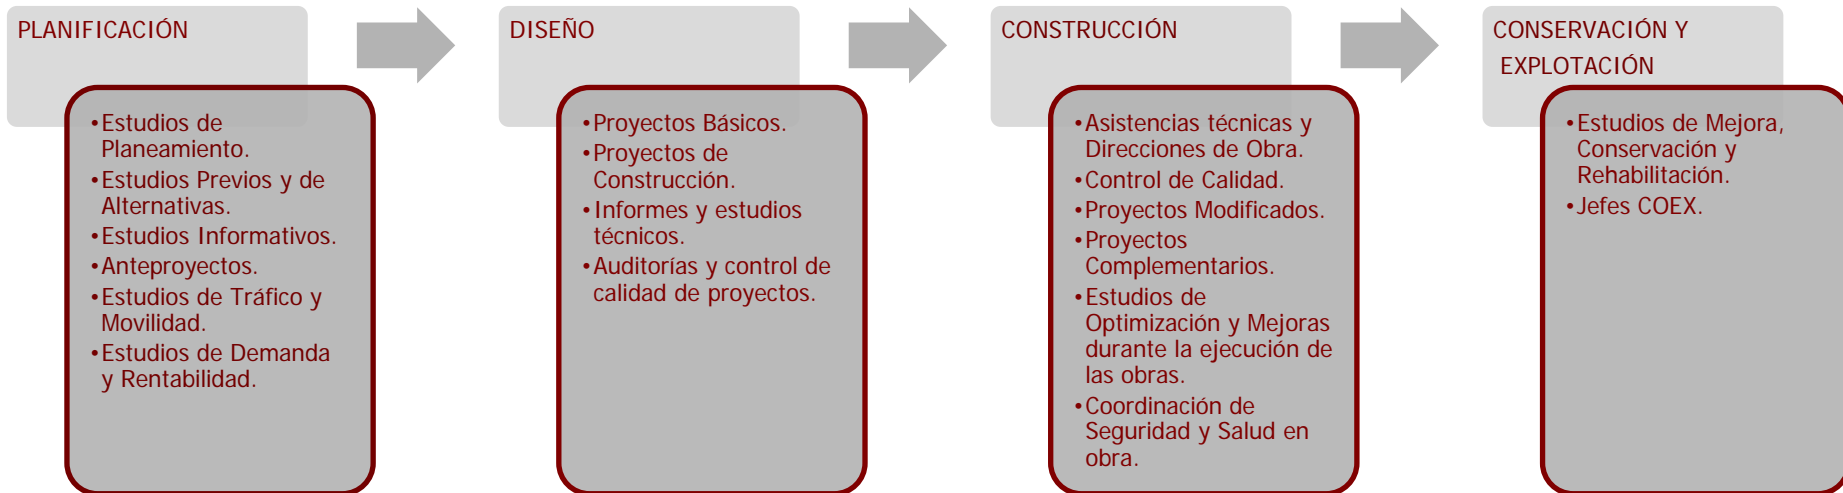 PLANIFICACIÓN
•Estudios de
Planeamiento.
•Estudios Previos y de
Alternativas.
•Estudios Informativos.
•Anteproyectos.
•Estudios de Tráfico y
Movilidad.
•Estudios de Demanda
y Rentabilidad.
DISEÑO
•Proyectos Básicos.
•Proyectos de
Construcción.
•Informes y estudios
técnicos.
•Auditorías y control de
calidad de proyectos.
CONSTRUCCIÓN
•Asistencias técnicas y
Direcciones de Obra.
•Control de Calidad.
•Proyectos Modificados.
•Proyectos
Complementarios.
•Estudios de
Optimización y Mejoras
durante la ejecución de
las obras.
•Coordinación de
Seguridad y Salud en
obra.
CONSERVACIÓN Y
EXPLOTACIÓN
•Estudios de Mejora,
Conservación y
Rehabilitación.
•Jefes COEX.